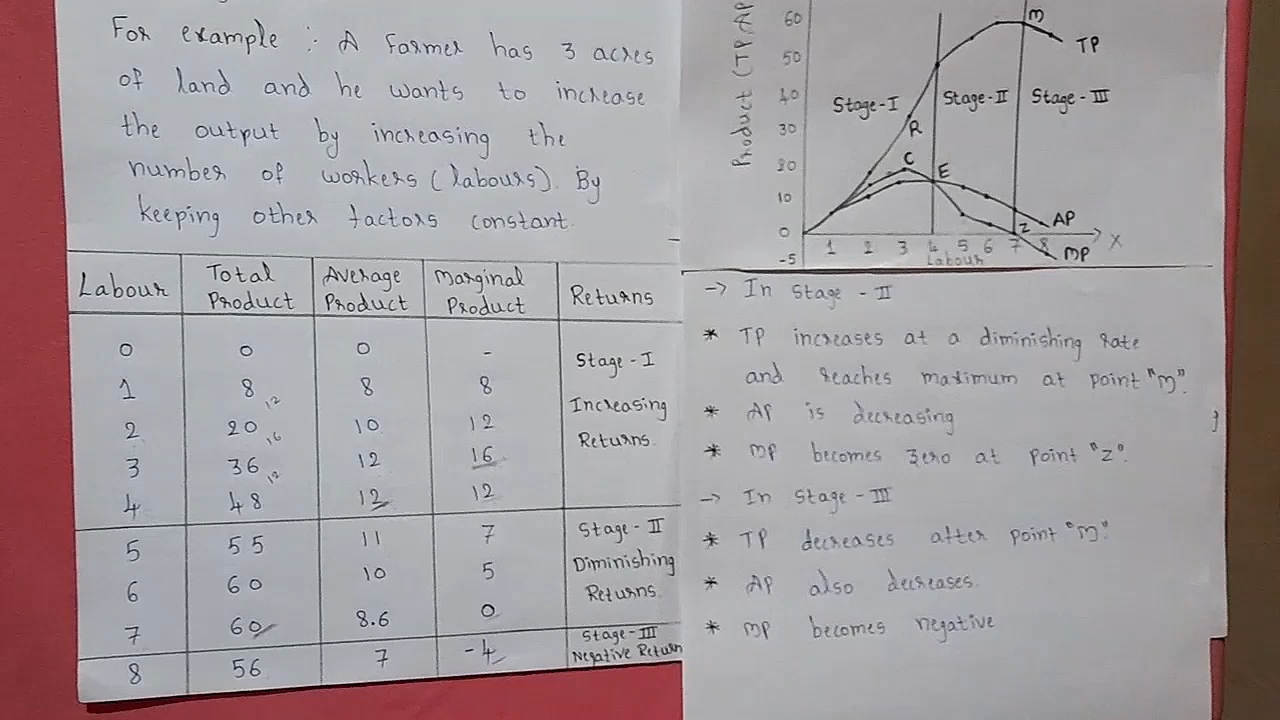 For example : A Farmer has 3 acres
of land and he wants to increase
the output by increasing the
number of workers (labours). By
keeping other factors constant.
Labour Total Product Average Product Marginal Product Returns
0 0 0 - Stage-I
1 8 8 8 Increasing
12
2 20 10 12 Returns.
16
3 36 12 16
12
4 48 12 12
5 55 11 7 Stage-II
6 60 10 5 Diminishing Returns.
7 60 8.6 0
8 56 7 -4 Stage-III Negative Return
Product (TP AP
60 M
TP
50
40 Stage-I Stage-II Stage-III
30 R
20 C
E
10
AP
0 Z X
-5 1 2 3 4 5 6 7 8 MP
Labour
-> In Stage-II
* TP increases at a diminishing rate
and reaches maximum at point "M".
* AP is decreasing
* MP becomes Zero at point "Z".
-> In Stage-III
* TP decreases after point "M".
* AP also decreases.
* MP becomes negative